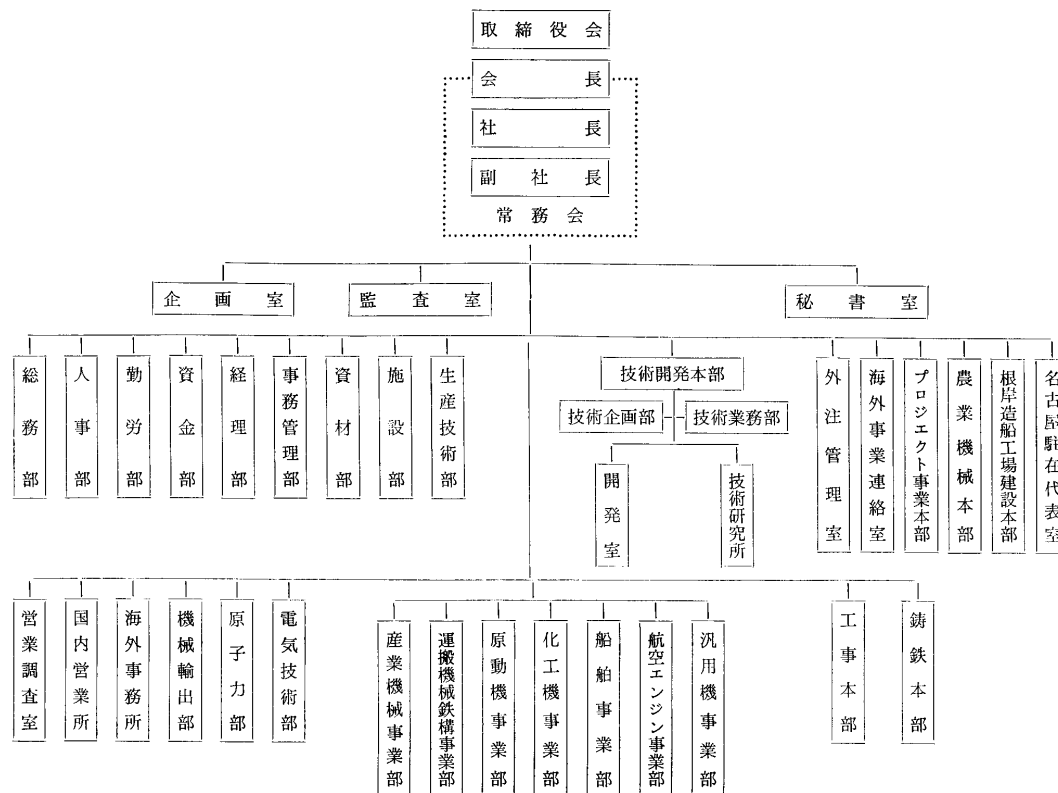 取締役会
会長
社長
副社長
常務会
企画室
監査室
秘書室
総務部
人事部
勤労部
資金部
経理部
事務管理部
資材部
施設部
生産技術部
技術開発本部
技術企画部
技術業務部
開発室
技術研究所
外注管理室
海外事業連絡室
プロジエクト事業本部
農業機械本部
根岸造船工場建設本部
名古屋駐在代表室
営業調査室
国内営業所
海外事務所
機械輸出部
原子力部
電気技術部
産業機械事業部
運搬機械鉄構事業部
原動機事業部
化工機事業部
船舶事業部
航空エンジン事業部
汎用機事業部
工事本部
鋳鉄本部